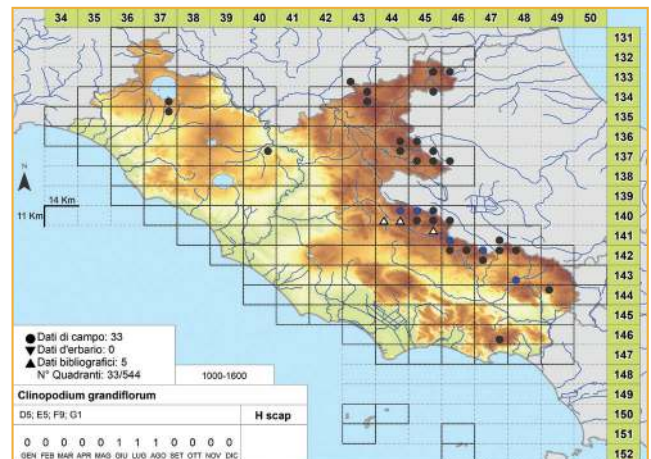 34 35 36 37 38 39 40 41 42 43 44 45 46 47 48 49 50
131
132
133
134
135
136
137
138
139
140
141
142
143
144
145
146
147
148
149
150
151
152
N
14 Km
11 Km
Dati di campo: 33
Dati d'erbario: 0
Dati bibliografici: 5
N° Quadranti: 33/544
1000-1600
Clinopodium grandiflorum
D5; E5; F9; G1 H scap
0 0 0 0 0 1 1 1 0 0 0 0
GEN FEB MAR APR MAG GIU LUG AGO SET OTT NOV DIC